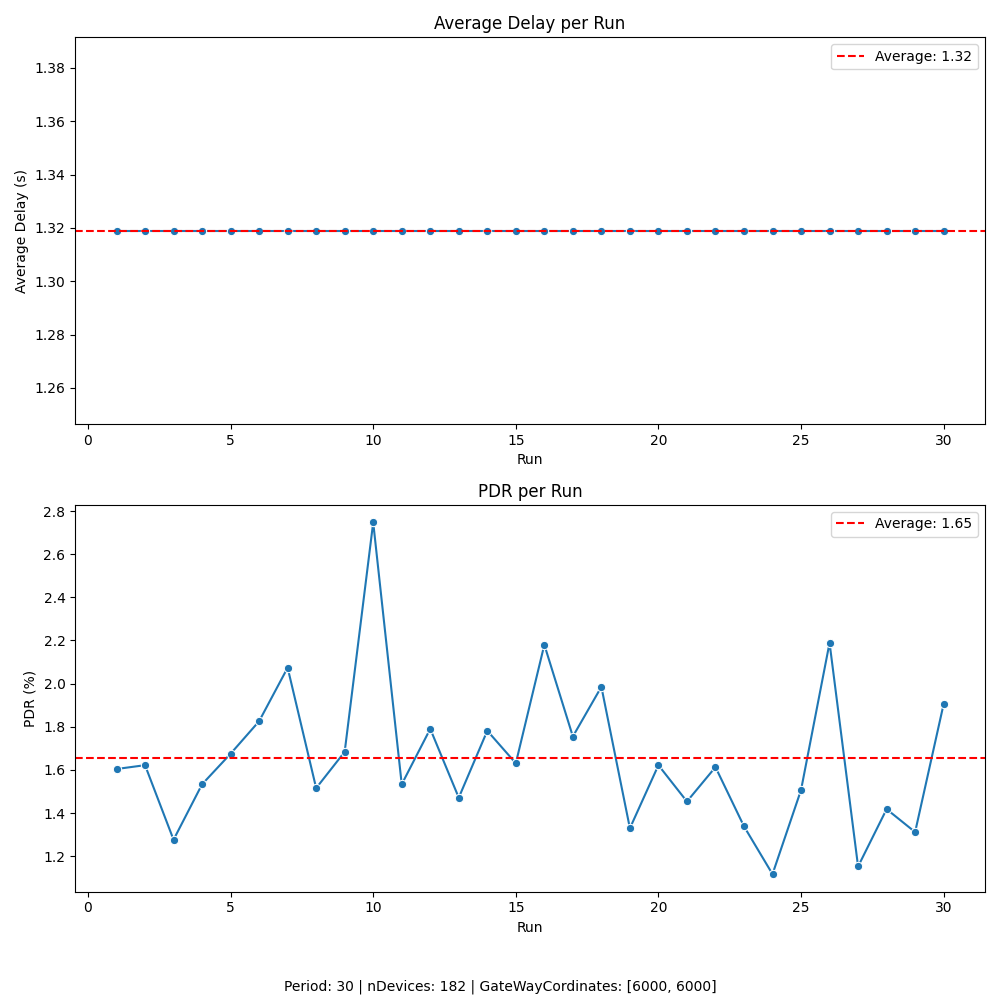 Average Delay per Run
Average: 1.32
1.38
1.36
1.34
1.32
1.30
1.28
1.26
Average Delay (s)
0 5 10 15 20 25 30
Run
PDR per Run
Average: 1.65
2.8
2.6
2.4
2.2
2.0
1.8
1.6
1.4
1.2
PDR (%)
0 5 10 15 20 25 30
Run
Period: 30 | nDevices: 182 | GateWayCordinates: [6000, 6000]